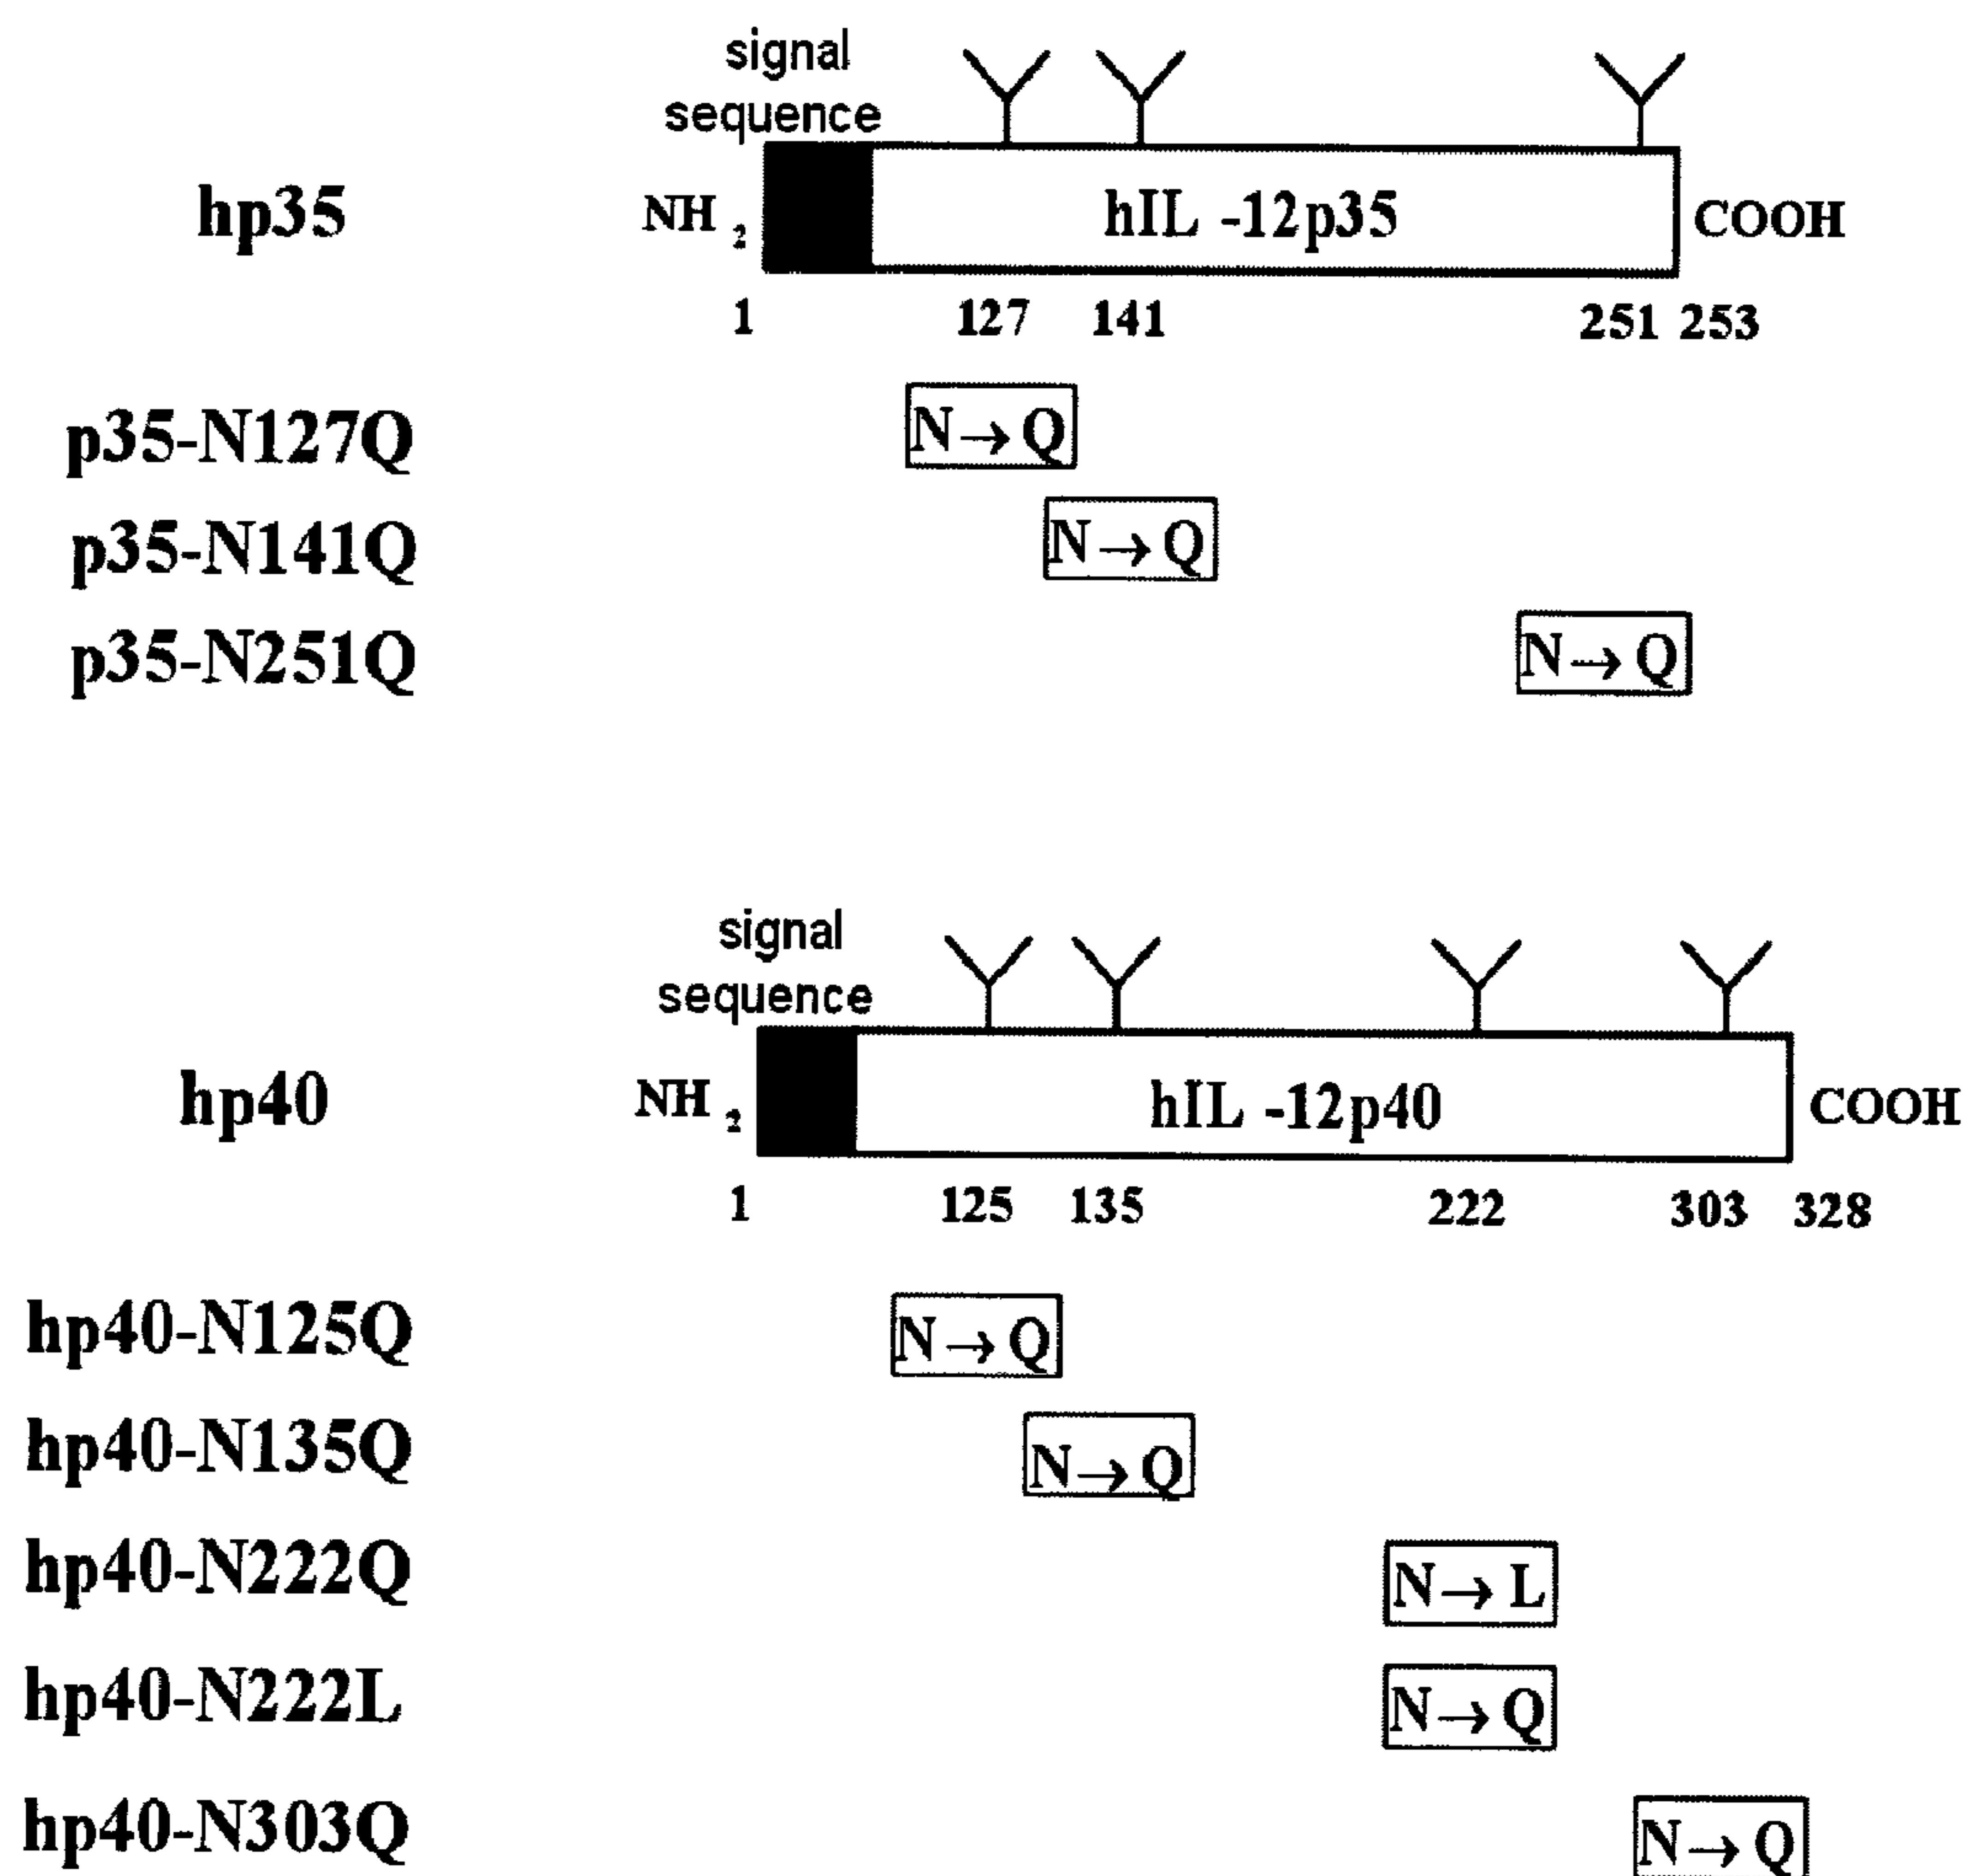 signal
sequence
hp35 NH2 hIL -12p35 COOH
1 127 141 251 253
p35-N127Q N→Q
p35-N141Q N→Q
p35-N251Q N→Q
signal
sequence
hp40 NH2 hIL -12p40 COOH
1 125 135 222 303 328
hp40-N125Q N→Q
hp40-N135Q N→Q
hp40-N222Q N→L
hp40-N222L N→Q
hp40-N303Q N→Q